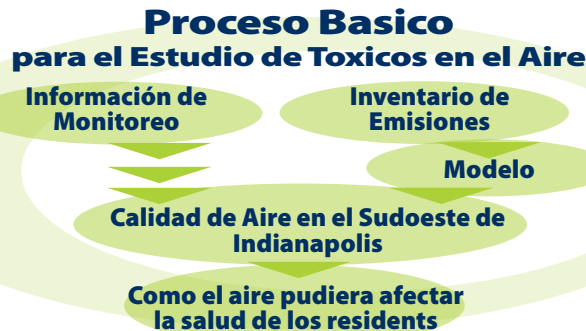 Proceso Basico
para el Estudio de Toxicos en el Aire
Información de
Monitoreo
Inventario de
Emisiones
Modelo
Calidad de Aire en el Sudoeste de
Indianapolis
Como el aire pudiera afectar
la salud de los residents